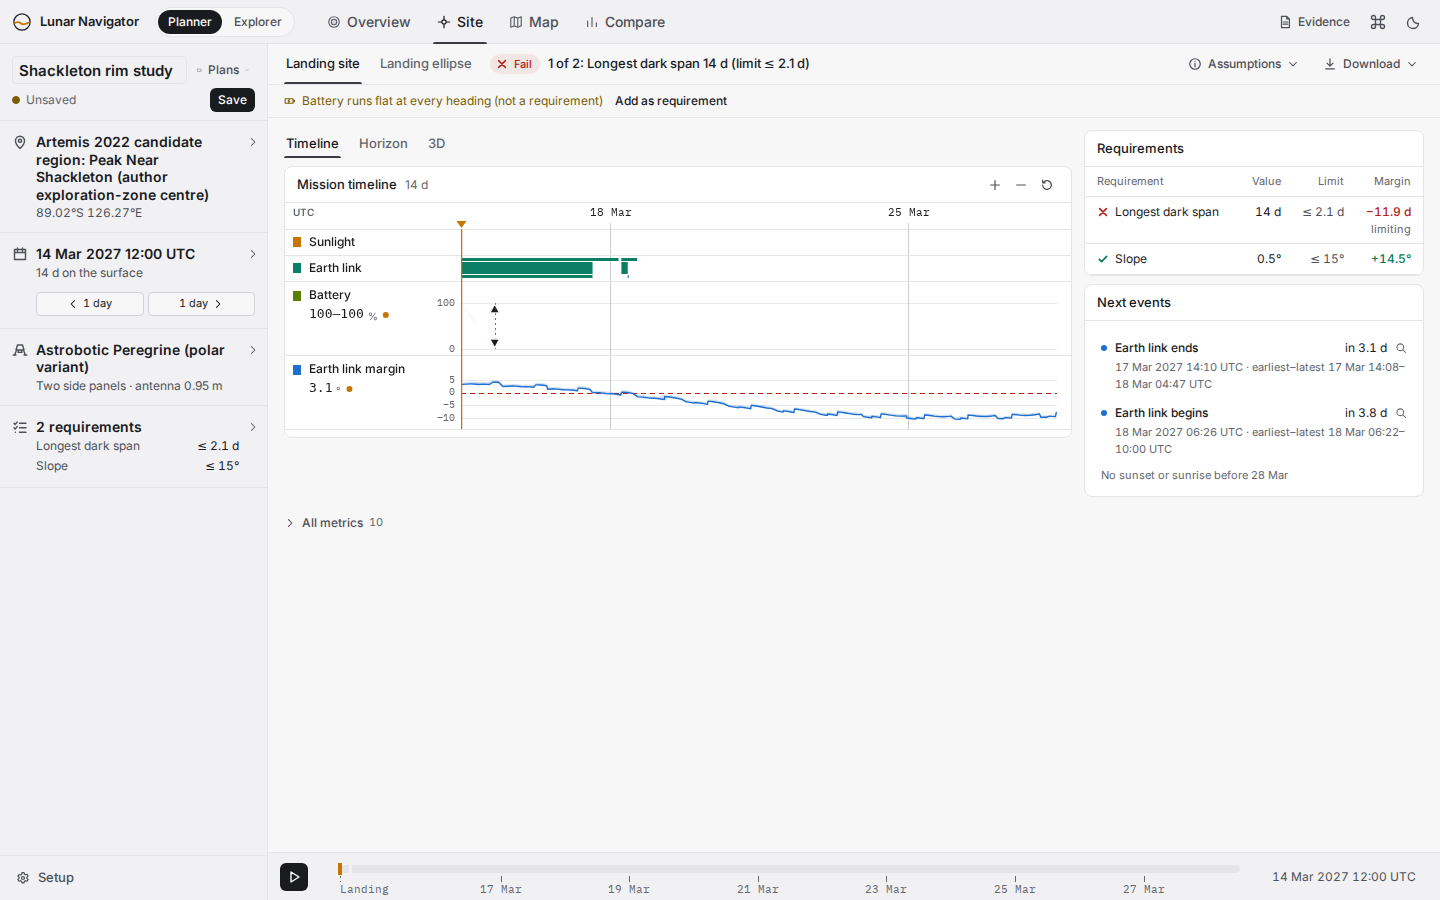 Lunar Navigator
Planner
Explorer
Overview
Site
Map
Compare
Evidence
Shackleton rim study
Plans
Unsaved
Save
Artemis 2022 candidate
region: Peak Near
Shackleton (author
exploration-zone centre)
89.02°S 126.27°E
14 Mar 2027 12:00 UTC
14 d on the surface
1 day
1 day
Astrobotic Peregrine (polar
variant)
Two side panels · antenna 0.95 m
2 requirements
Longest dark span ≤ 2.1 d
Slope ≤ 15°
Setup
Landing site
Landing ellipse
Fail
1 of 2: Longest dark span 14 d (limit ≤ 2.1 d)
Assumptions
Download
Battery runs flat at every heading (not a requirement)
Add as requirement
Timeline
Horizon
3D
Mission timeline 14 d
UTC
18 Mar
25 Mar
Sunlight
Earth link
Battery
100–100 %
100
0
Earth link margin
3.1 °
5
0
−5
−10
All metrics 10
Requirements
Requirement Value Limit Margin
Longest dark span 14 d ≤ 2.1 d −11.9 d
limiting
Slope 0.5° ≤ 15° +14.5°
Next events
Earth link ends in 3.1 d
17 Mar 2027 14:10 UTC · earliest–latest 17 Mar 14:08–
18 Mar 04:47 UTC
Earth link begins in 3.8 d
18 Mar 2027 06:26 UTC · earliest–latest 18 Mar 06:22–
10:00 UTC
No sunset or sunrise before 28 Mar
Landing
17 Mar
19 Mar
21 Mar
23 Mar
25 Mar
27 Mar
14 Mar 2027 12:00 UTC